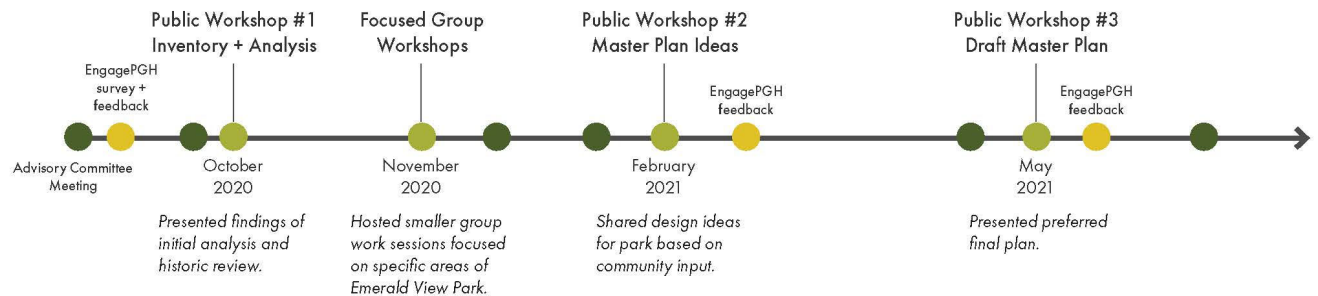 Public Workshop #1
Inventory + Analysis
Focused Group
Workshops
Public Workshop #2
Master Plan Ideas
Public Workshop #3
Draft Master Plan
EngagePGH
survey +
feedback
EngagePGH
feedback
EngagePGH
feedback
Advisory Committee
Meeting
October
2020
November
2020
February
2021
May
2021
Presented findings of
initial analysis and
historic review.
Hosted smaller group
work sessions focused
on specific areas of
Emerald View Park.
Shared design ideas
for park based on
community input.
Presented preferred
final plan.